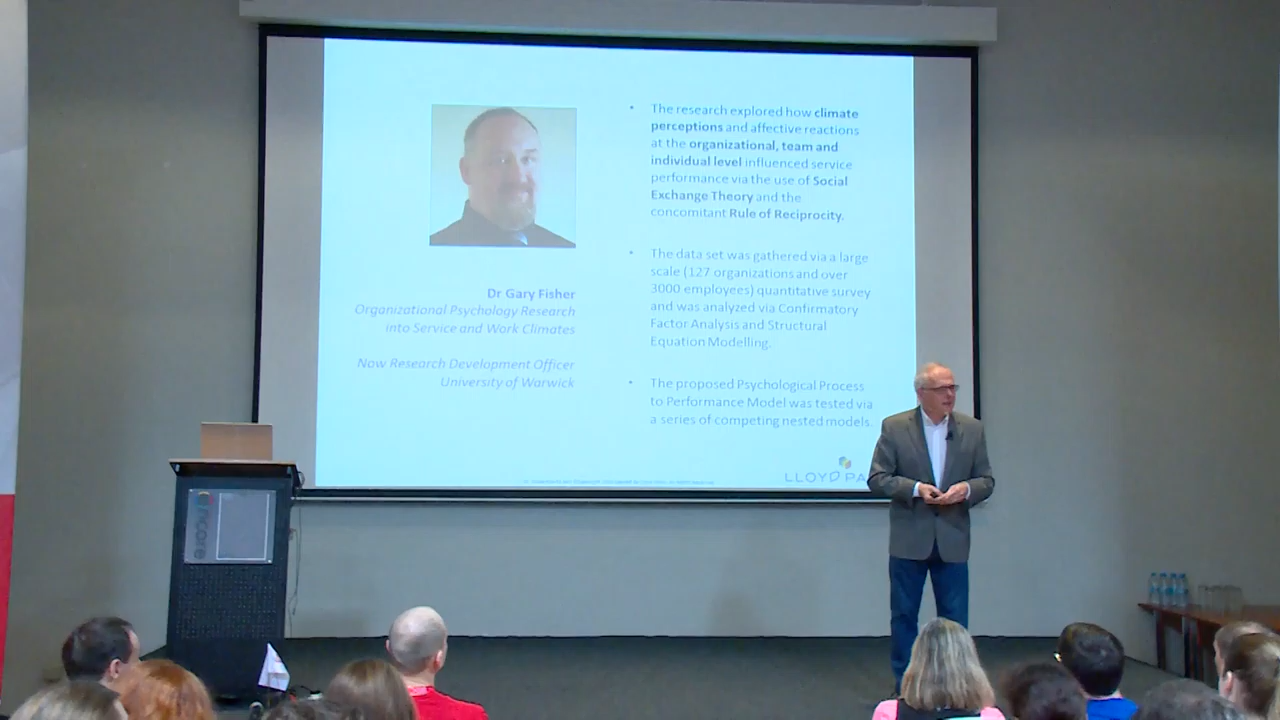 Dr Gary Fisher
Organizational Psychology Research
into Service and Work Climates
Now Research Development Officer
University of Warwick
• The research explored how climate
perceptions and affective reactions
at the organizational, team and
individual level influenced service
performance via the use of Social
Exchange Theory and the
concomitant Rule of Reciprocity.
• The data set was gathered via a large
scale (127 organizations and over
3000 employees) quantitative survey
and was analyzed via Confirmatory
Factor Analysis and Structural
Equation Modelling.
• The proposed Psychological Process
to Performance Model was tested via
a series of competing nested models.
LLOYD PA